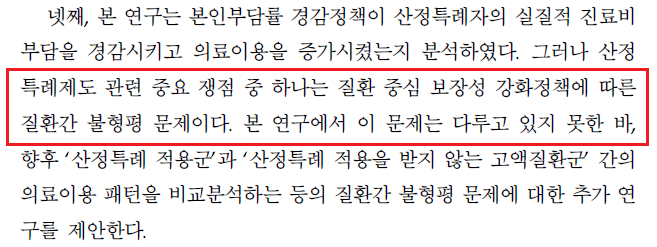 넷째, 본 연구는 본인부담률 경감정책이 산정특례자의 실질적 진료비
부담을 경감시키고 의료이용을 증가시켰는지 분석하였다. 그러나 산정
특례제도 관련 중요 쟁점 중 하나는 질환 중심 보장성 강화정책에 따른
질환간 불형평 문제이다. 본 연구에서 이 문제는 다루고 있지 못한 바,
향후 ‘산정특례 적용군’과 ‘산정특례 적용을 받지 않는 고액질환군’ 간의
의료이용 패턴을 비교분석하는 등의 질환간 불형평 문제에 대한 추가 연
구를 제안한다.